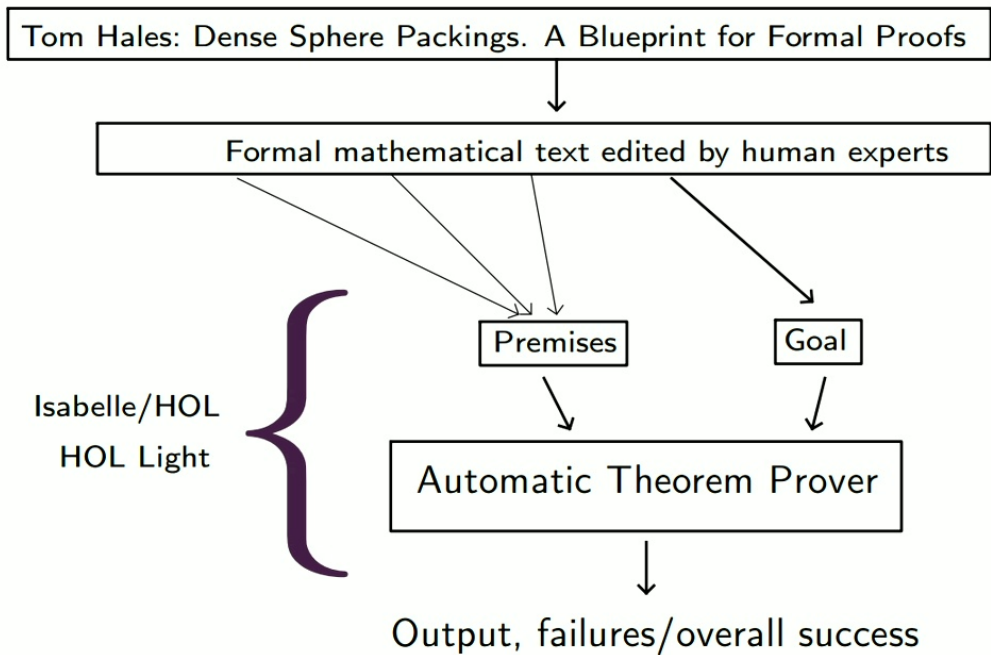 Tom Hales: Dense Sphere Packings. A Blueprint for Formal Proofs
Formal mathematical text edited by human experts
Premises
Goal
Isabelle/HOL
HOL Light
Automatic Theorem Prover
Output, failures/overall success